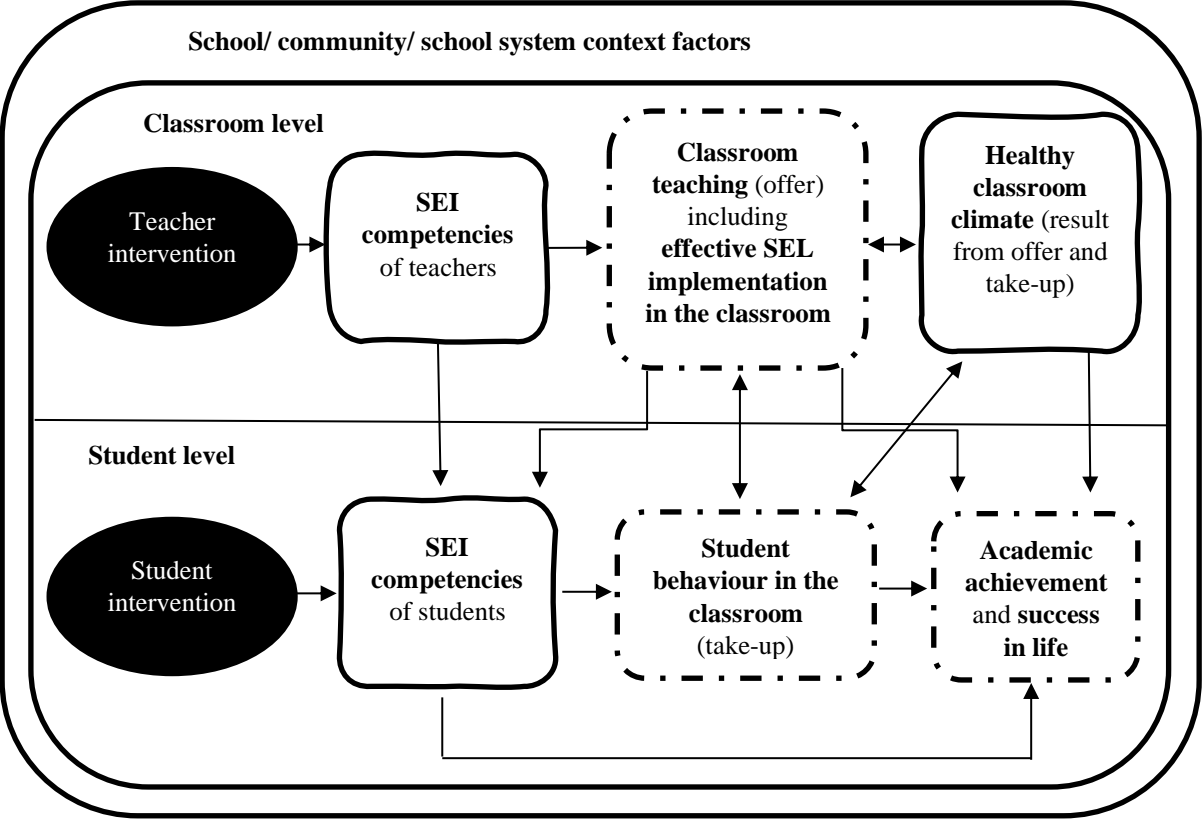 School/ community/ school system context factors
Classroom level
Teacher
intervention
SEI
competencies
of teachers
Classroom
teaching (offer)
including
effective SEL
implementation
in the classroom
Healthy
classroom
climate (result
from offer and
take-up)
Student level
Student
intervention
SEI
competencies
of students
Student
behaviour in the
classroom
(take-up)
Academic
achievement
and success
in life